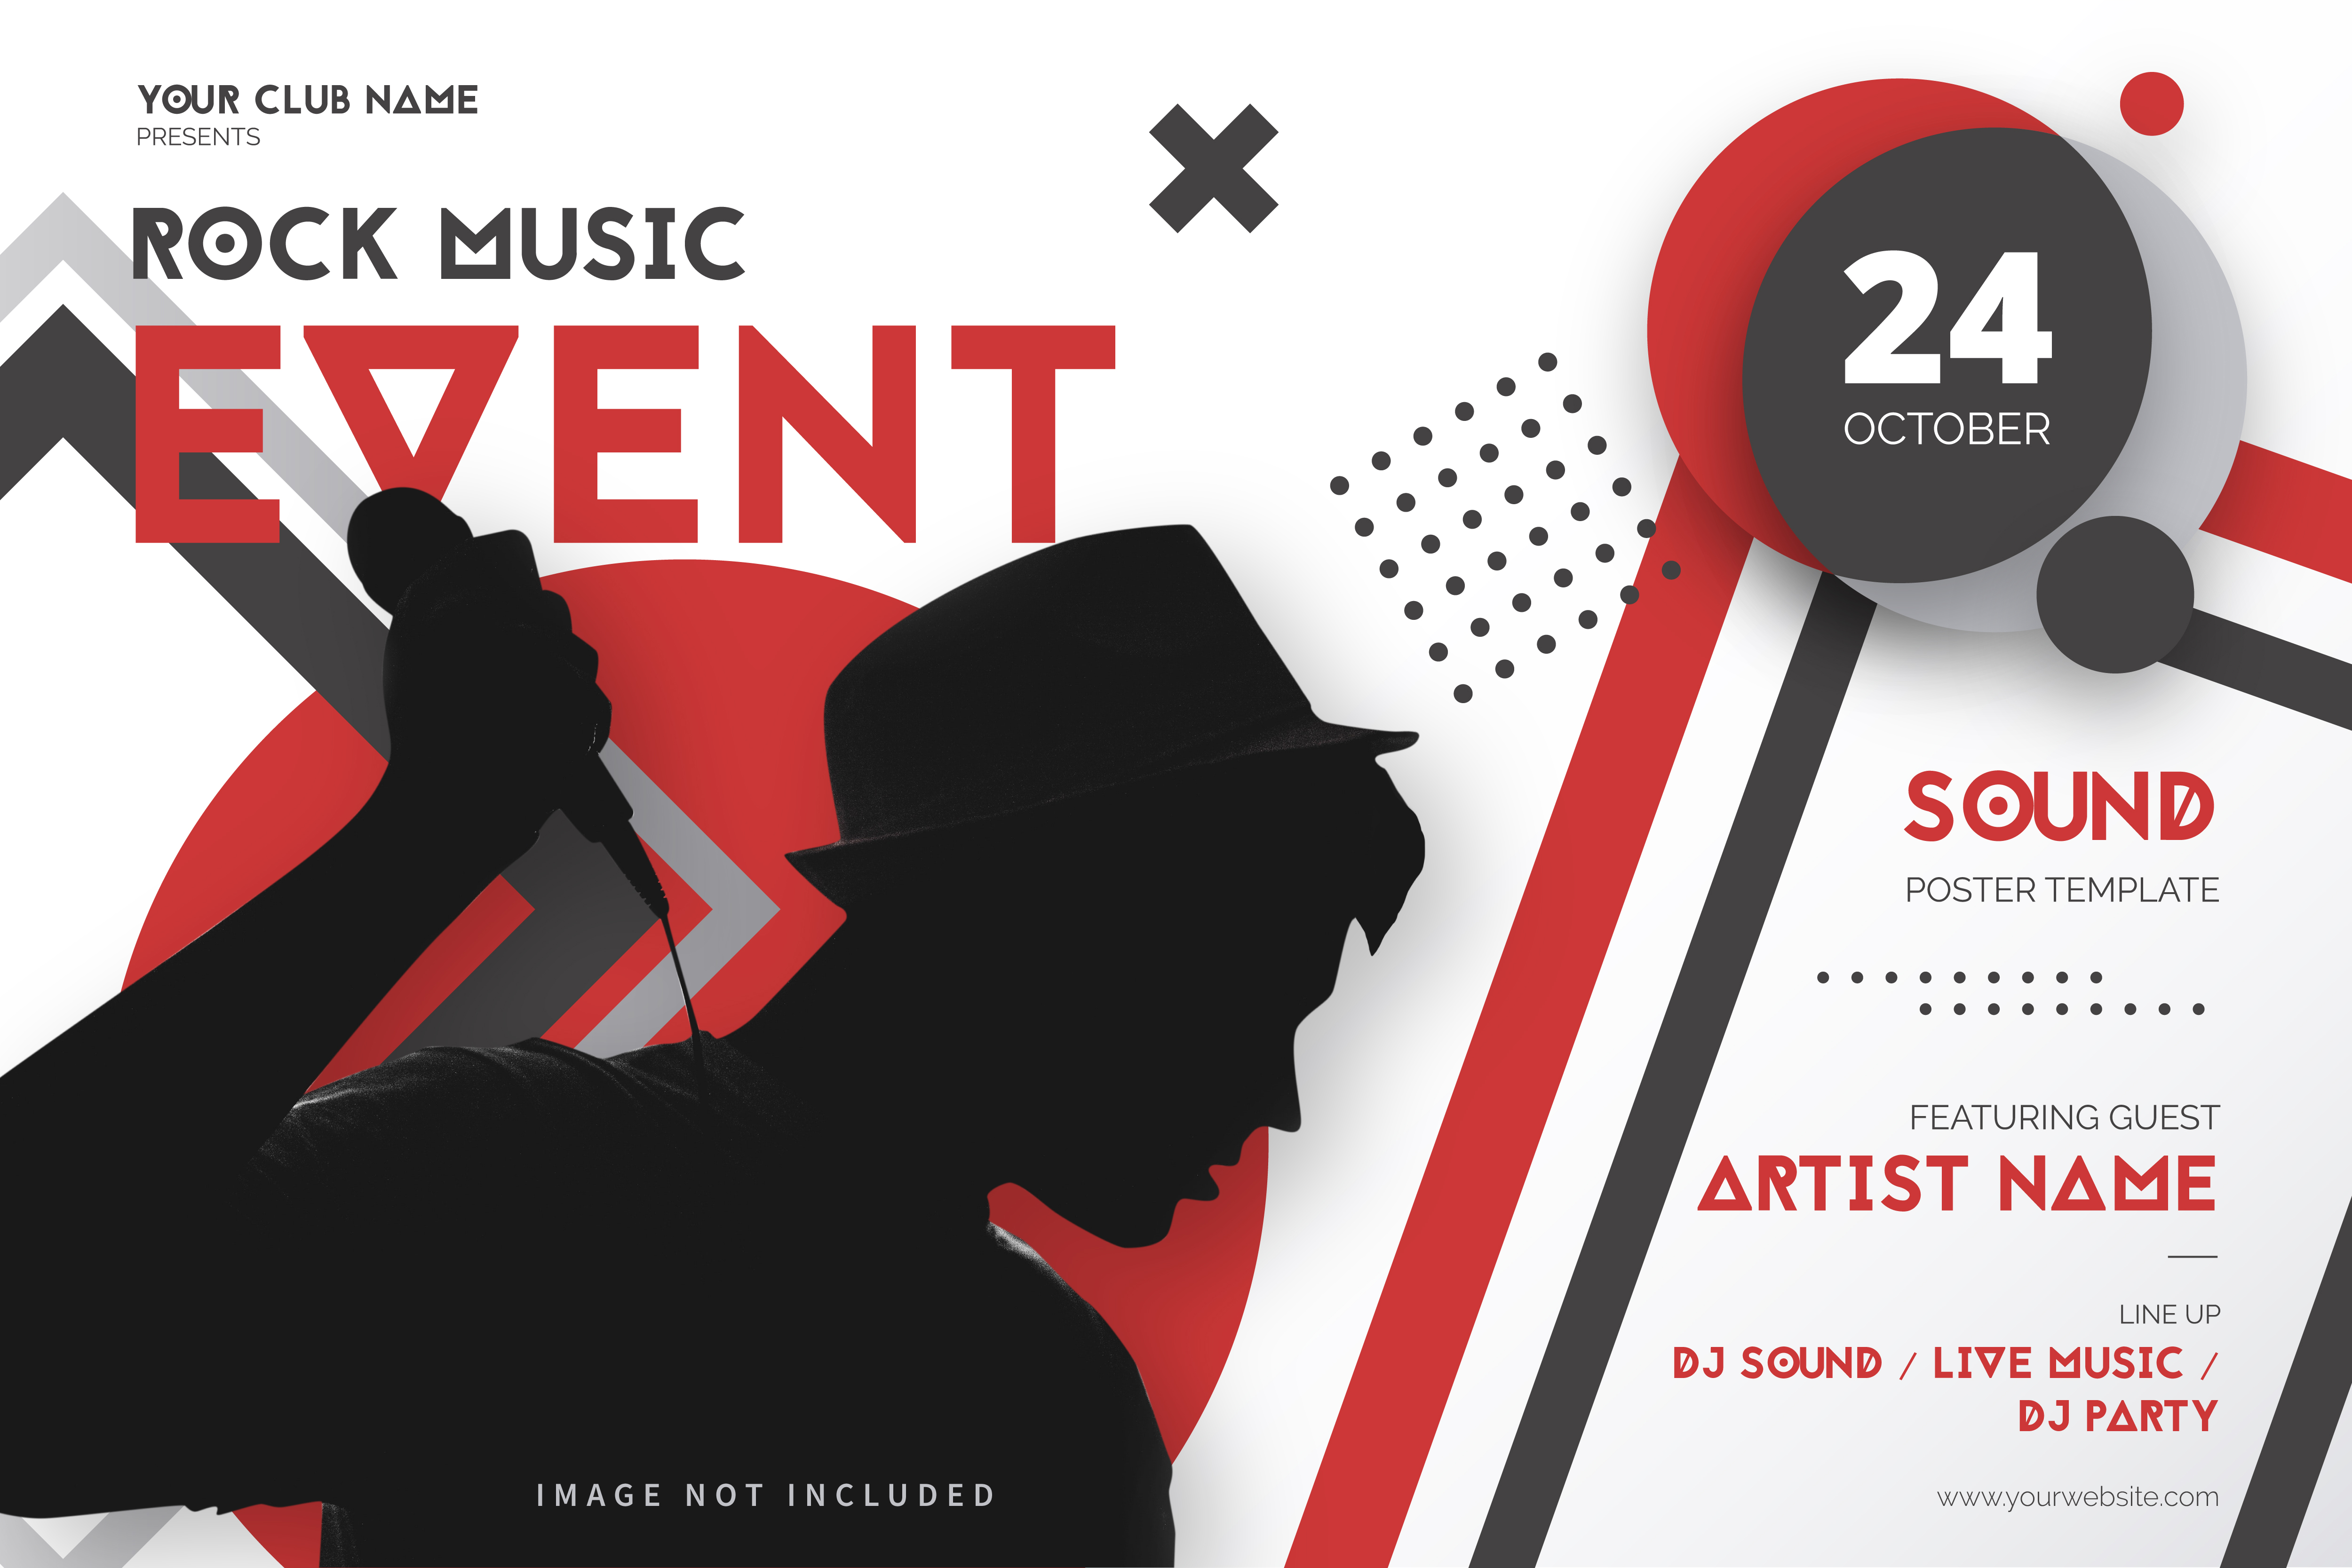 YOUR CLUB NAME
PRESENTS
ROCK MUSIC
EVENT
24
OCTOBER
SOUND
POSTER TEMPLATE
FEATURING GUEST
ARTIST NAME
LINE UP
DJ SOUND / LIVE MUSIC /
DJ PARTY
www.yourwebsite.com
IMAGE NOT INCLUDED